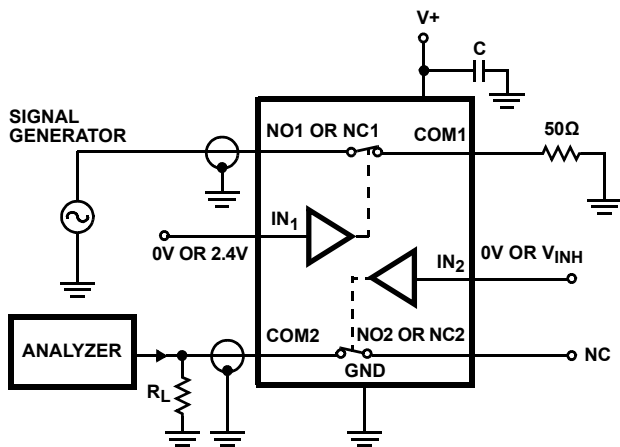 V+
C
SIGNAL
GENERATOR
NO1 OR NC1
COM1
50Ω
IN1
0V OR 2.4V
IN2
0V OR VINH
COM2
NO2 OR NC2
ANALYZER
NC
GND
RL